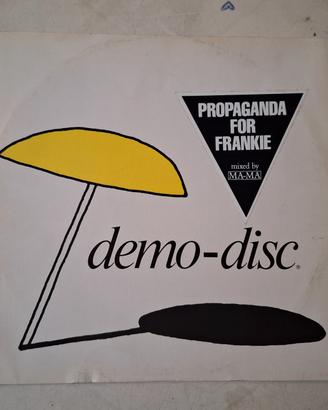 PROPAGANDA
FOR
FRANKIE
mixed by
MA-MA
demo-disc®